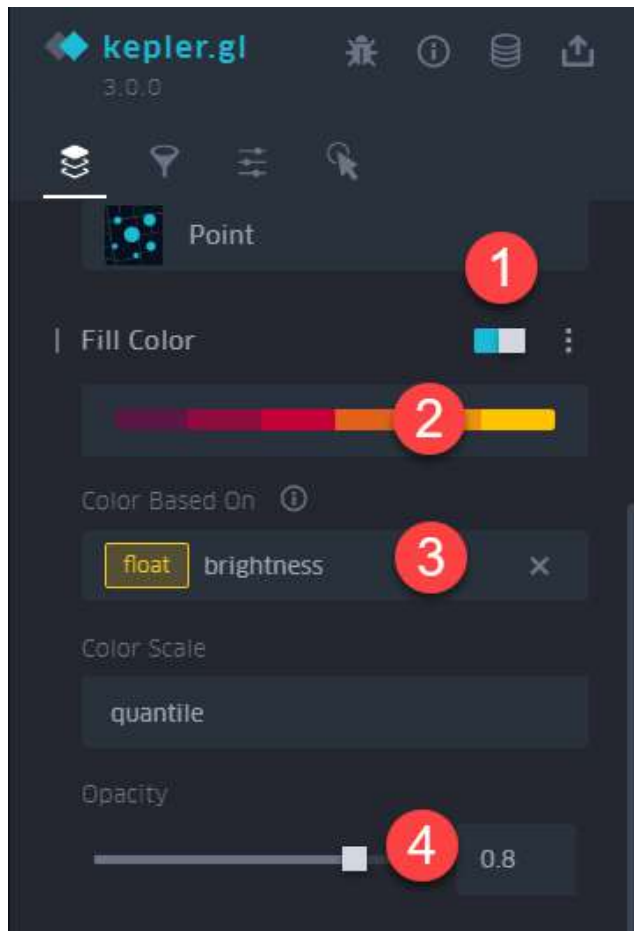 kepler.gl
3.0.0
Point
1
Fill Color
2
Color Based On
float brightness
3
Color Scale
quantile
Opacity
4
0.8